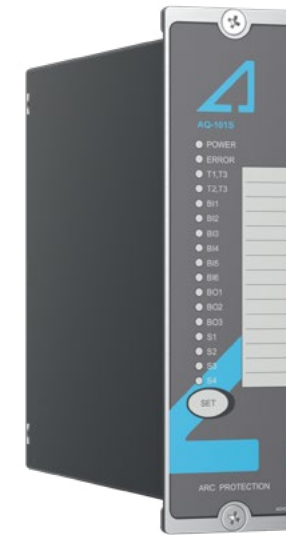 AQ-101S
POWER
ERROR
T1,T3
T2,T3
BI1
BI2
BI3
BI4
BI5
BI6
BO1
BO2
BO3
S1
S2
S3
S4
SET
ARC PROTECTION